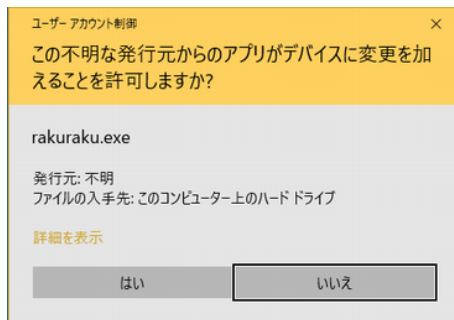 ユーザー アカウント制御
この不明な発行元からのアプリがデバイスに変更を加
えることを許可しますか?
rakuraku.exe
発行元: 不明
ファイルの入手先: このコンピューター上のハード ドライブ
詳細を表示
はい
いいえ